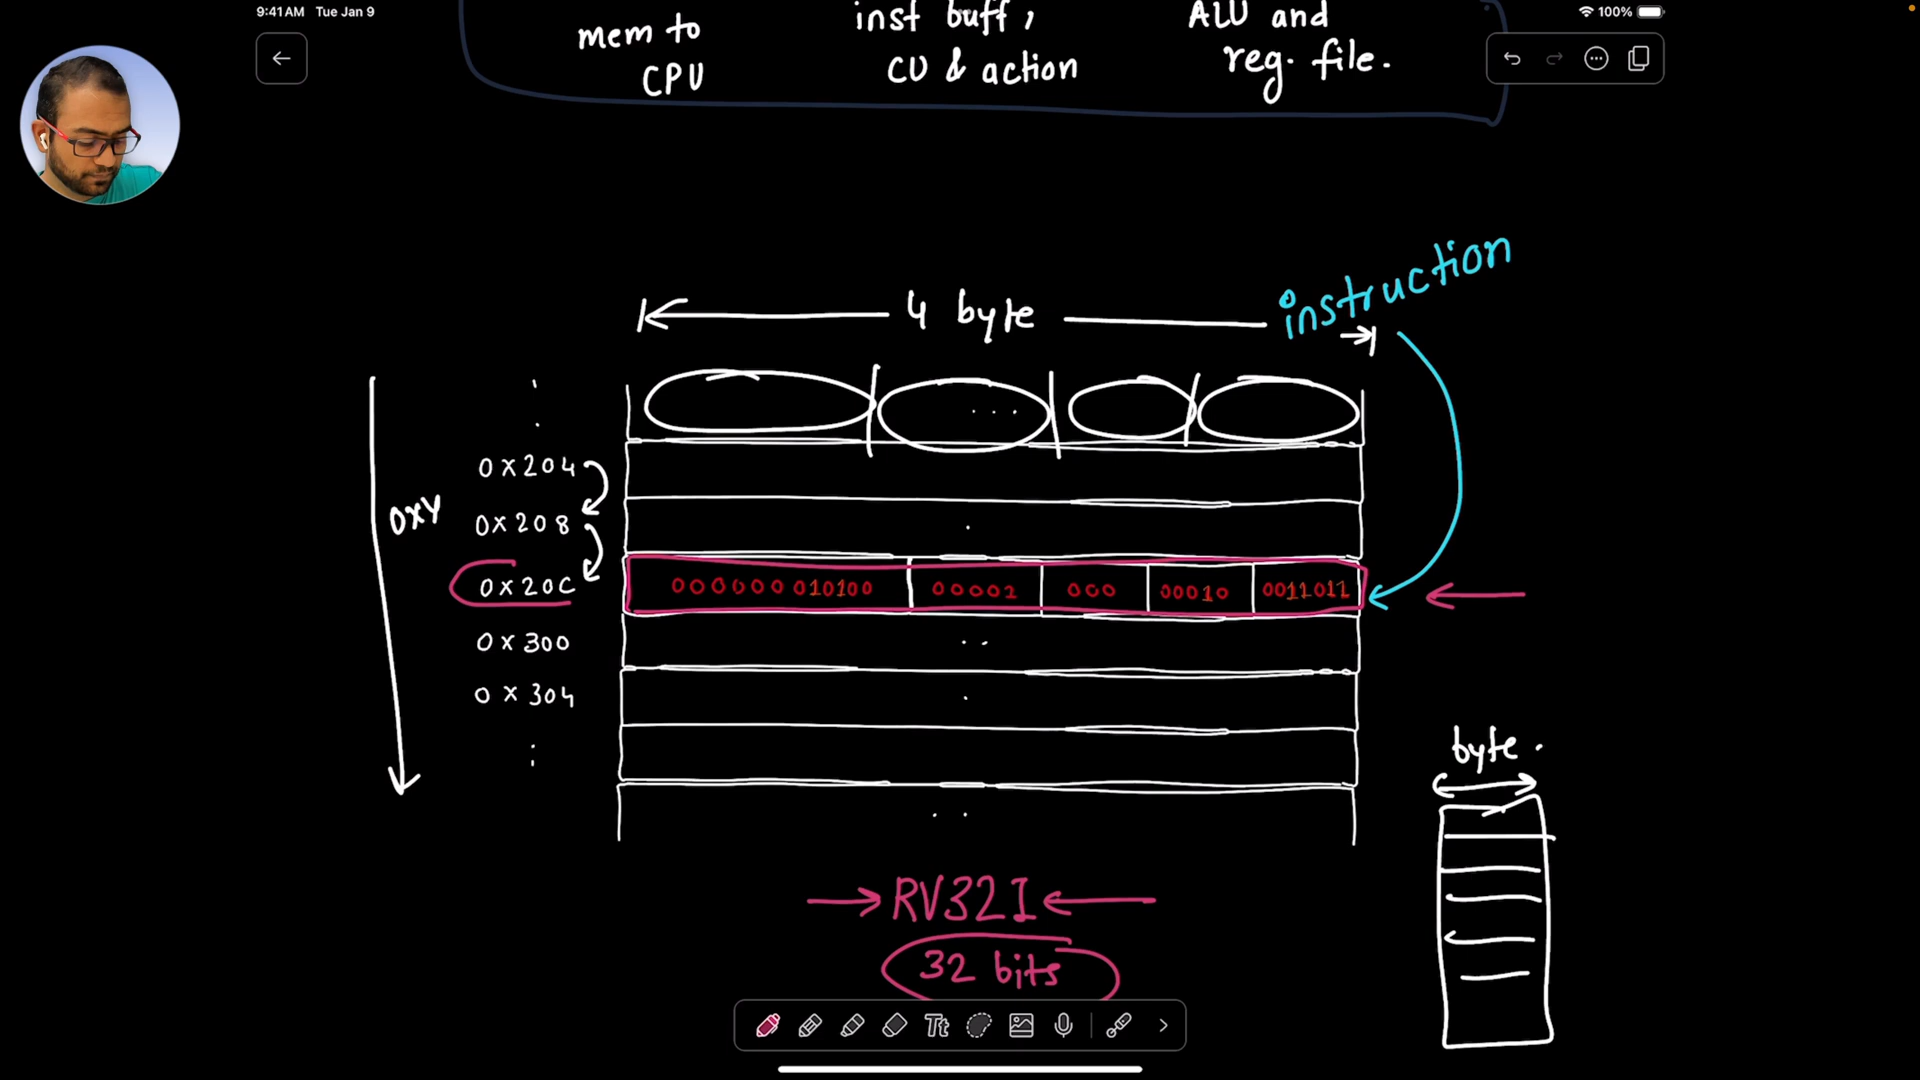 9:41 AM Tue Jan 9
100%
mem to
CPU
inst buff,
CU & action
ALU and
reg. file.
instruction
4 byte
...
0xY
0x204
0x208
0x20C
000000 010100 00001 000 00010 0011011
0x300
0x304
byte.
RV32I
32 bits
Tt